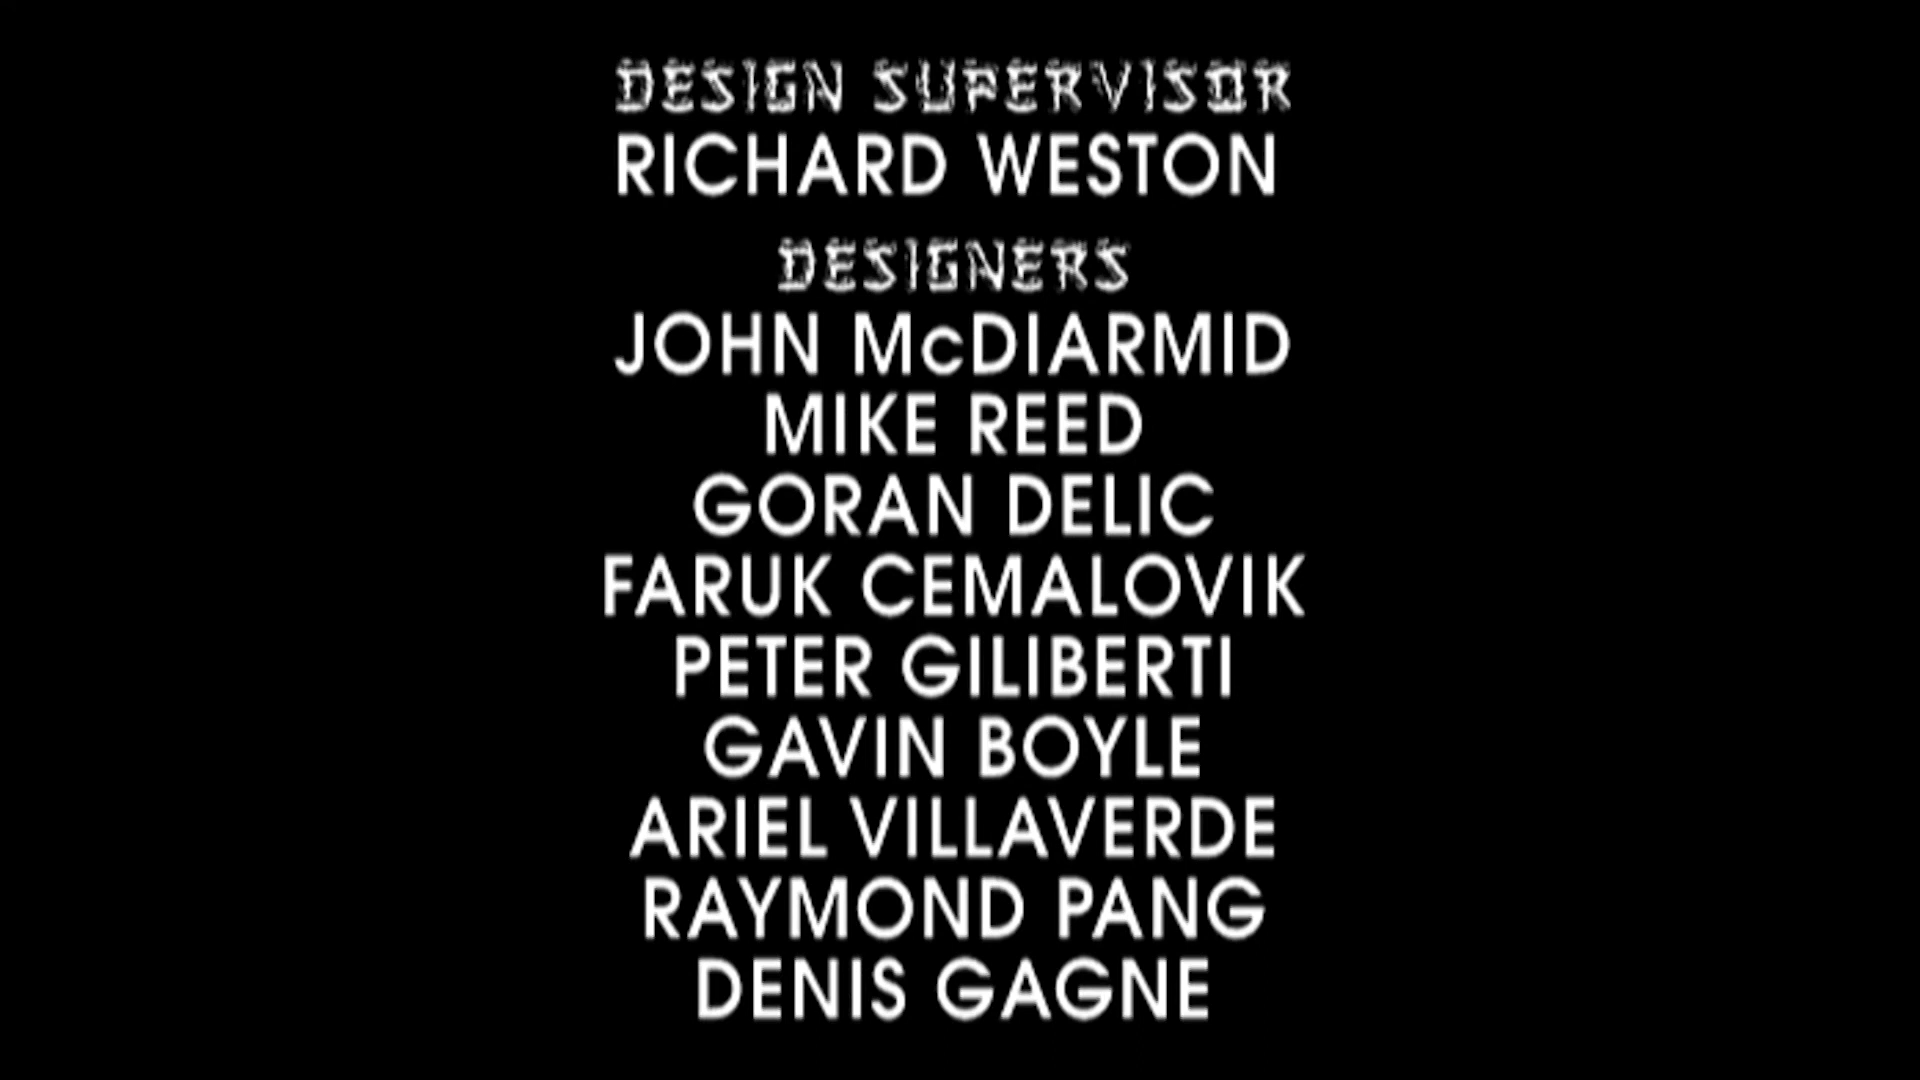 DESIGN SUPERVISOR
RICHARD WESTON
DESIGNERS
JOHN McDIARMID
MIKE REED
GORAN DELIC
FARUK CEMALOVIK
PETER GILIBERTI
GAVIN BOYLE
ARIEL VILLAVERDE
RAYMOND PANG
DENIS GAGNE